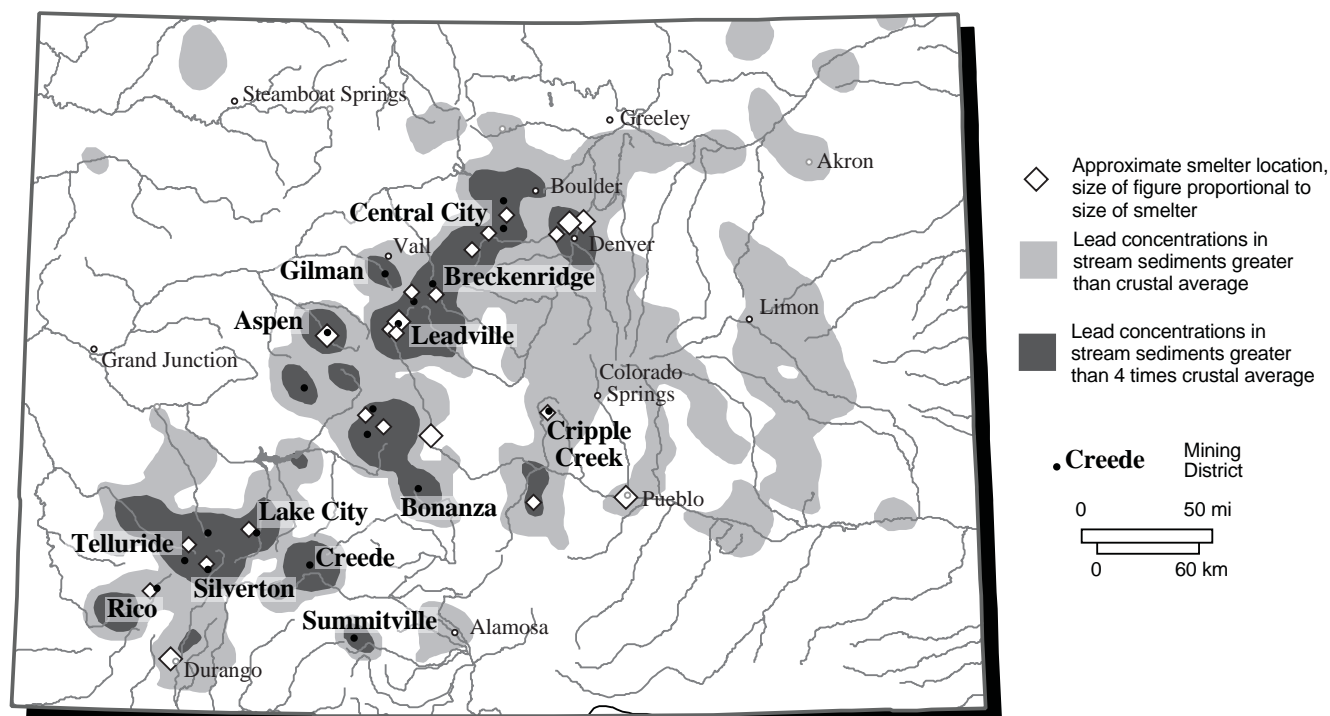 Steamboat Springs
Greeley
Akron
Boulder
Central City
Denver
Vail
Gilman
Breckenridge
Aspen
Limon
Leadville
Grand Junction
Colorado
Springs
Cripple
Creek
Pueblo
Bonanza
Lake City
Telluride
Creede
Silverton
Rico
Summitville
Alamosa
Durango
Approximate smelter location,
size of figure proportional to
size of smelter
Lead concentrations in
stream sediments greater
than crustal average
Lead concentrations in
stream sediments greater
than 4 times crustal average
Creede
Mining
District
0 50 mi
0 60 km